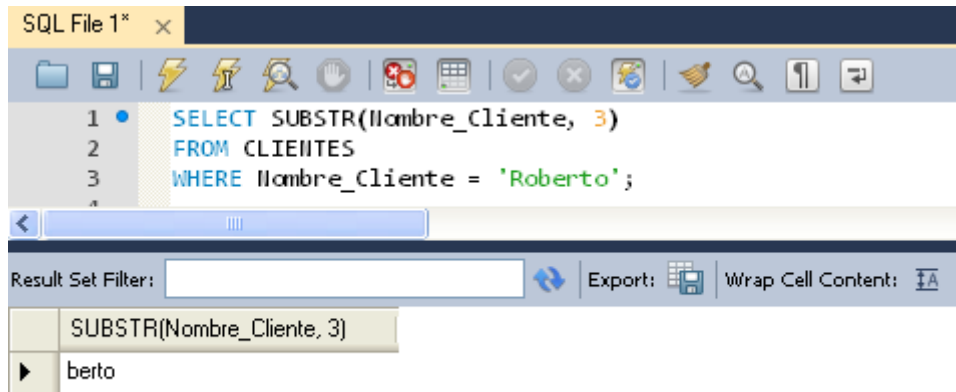 SQL File 1*
1 SELECT SUBSTR(Nombre_Cliente, 3)
2 FROM CLIENTES
3 WHERE Nombre_Cliente = 'Roberto';
Result Set Filter: Export: Wrap Cell Content:
SUBSTR(Nombre_Cliente, 3)
berto